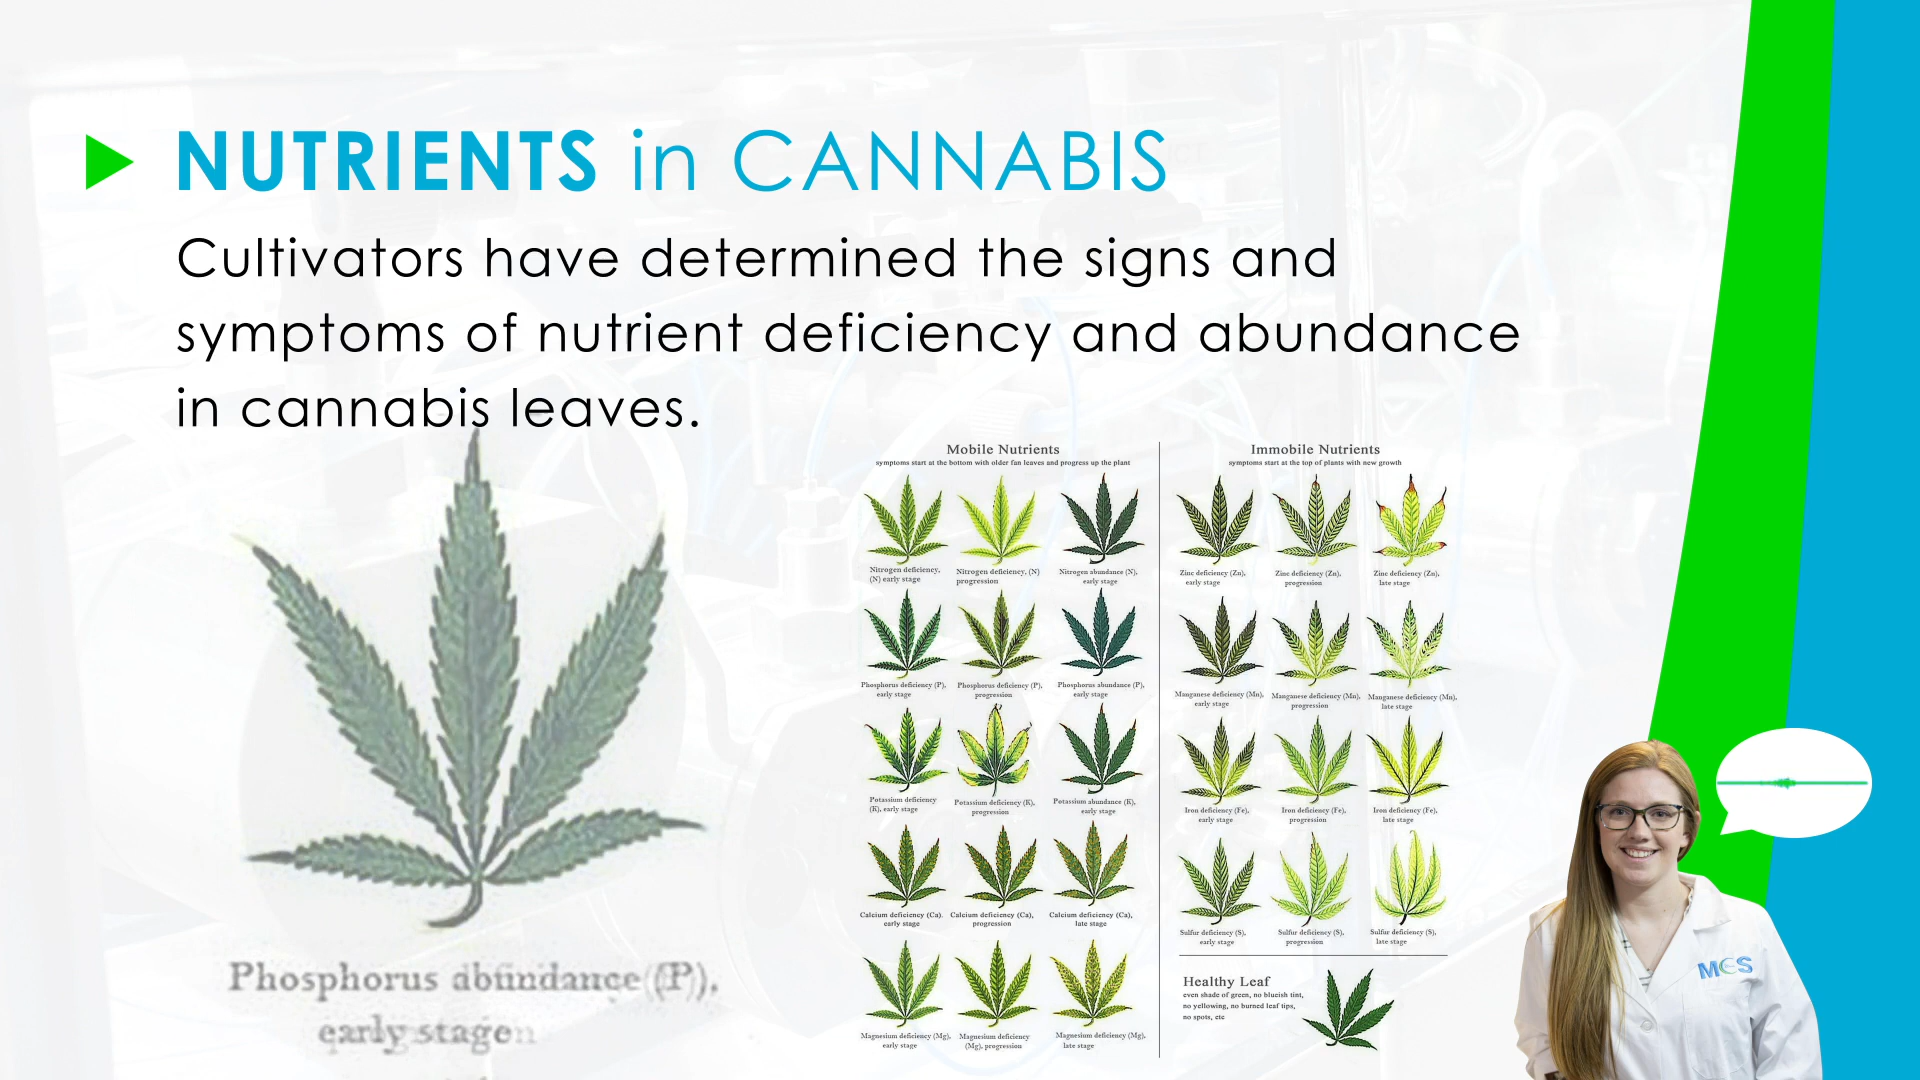 NUTRIENTS in CANNABIS
Cultivators have determined the signs and
symptoms of nutrient deficiency and abundance
in cannabis leaves.
Phosphorus abundance (P),
early stage
Mobile Nutrients
symptoms start at the bottom with older fan leaves and progress up the plant
Nitrogen deficiency,
(N) early stage
Nitrogen deficiency, (N)
progression
Nitrogen abundance (N),
early stage
Phosphorus deficiency (P),
early stage
Phosphorus deficiency (P),
progression
Phosphorus abundance (P),
early stage
Potassium deficiency
(K), early stage
Potassium deficiency (K),
progression
Potassium abundance (K),
early stage
Calcium deficiency (Ca).
early stage
Calcium deficiency (Ca),
progression
Calcium deficiency (Ca),
late stage
Magnesium deficiency (Mg),
early stage
Magnesium deficiency
(Mg), progression
Magnesium deficiency (Mg),
late stage
Immobile Nutrients
symptoms start at the top of plants with new growth
Zinc deficiency (Zn),
early stage
Zinc deficiency (Zn),
progression
Zinc deficiency (Zn),
late stage
Manganese deficiency (Mn),
early stage
Manganese deficiency (Mn),
progression
Manganese deficiency (Mn),
late stage
Iron deficiency (Fe),
early stage
Iron deficiency (Fe),
progression
Iron deficiency (Fe),
late stage
Sulfur deficiency (S),
early stage
Sulfur deficiency (S),
progression
Sulfur deficiency (S),
late stage
Healthy Leaf
even shade of green, no blueish tint,
no yellowing, no burned leaf tips,
no spots, etc
MCS